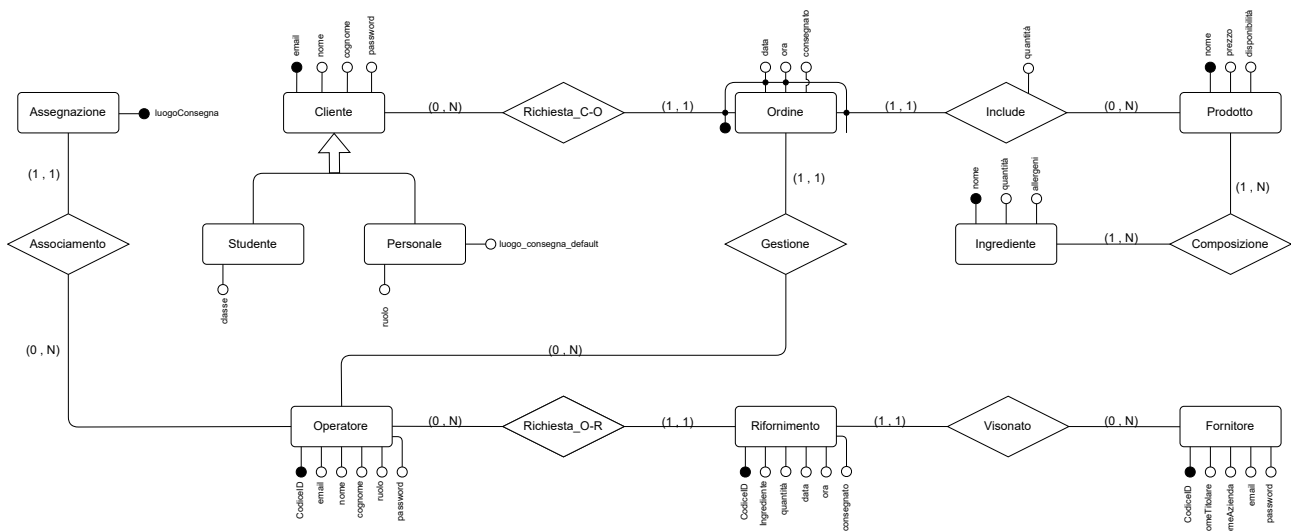 email
nome
cognome
password
data
ora
consegnato
quantità
nome
prezzo
disponibilità
Assegnazione
luogoConsegna
Cliente
(0 , N)
Richiesta_C-O
(1 , 1)
Ordine
(1 , 1)
Include
(0 , N)
Prodotto
(1 , 1)
(1 , 1)
nome
quantità
allergeni
(1 , N)
Associamento
Studente
Personale
luogo_consegna_default
Gestione
Ingrediente
(1 , N)
Composizione
classe
ruolo
(0 , N)
(0 , N)
Operatore
(0 , N)
Richiesta_O-R
(1 , 1)
Rifornimento
(1 , 1)
Visonato
(0 , N)
Fornitore
CodiceID
email
nome
cognome
ruolo
password
CodiceID
Ingrediente
quantità
data
ora
consegnato
CodiceID
omeTitolare
omeAzienda
email
password